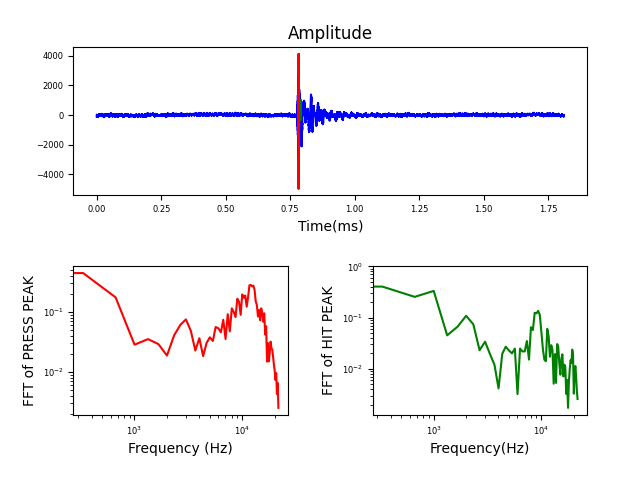 Amplitude
4000
2000
0
−2000
−4000
0.00 0.25 0.50 0.75 1.00 1.25 1.50 1.75
Time(ms)
FFT of PRESS PEAK
10⁻¹
10⁻²
10³ 10⁴
Frequency (Hz)
FFT of HIT PEAK
10⁰
10⁻¹
10⁻²
10³ 10⁴
Frequency(Hz)